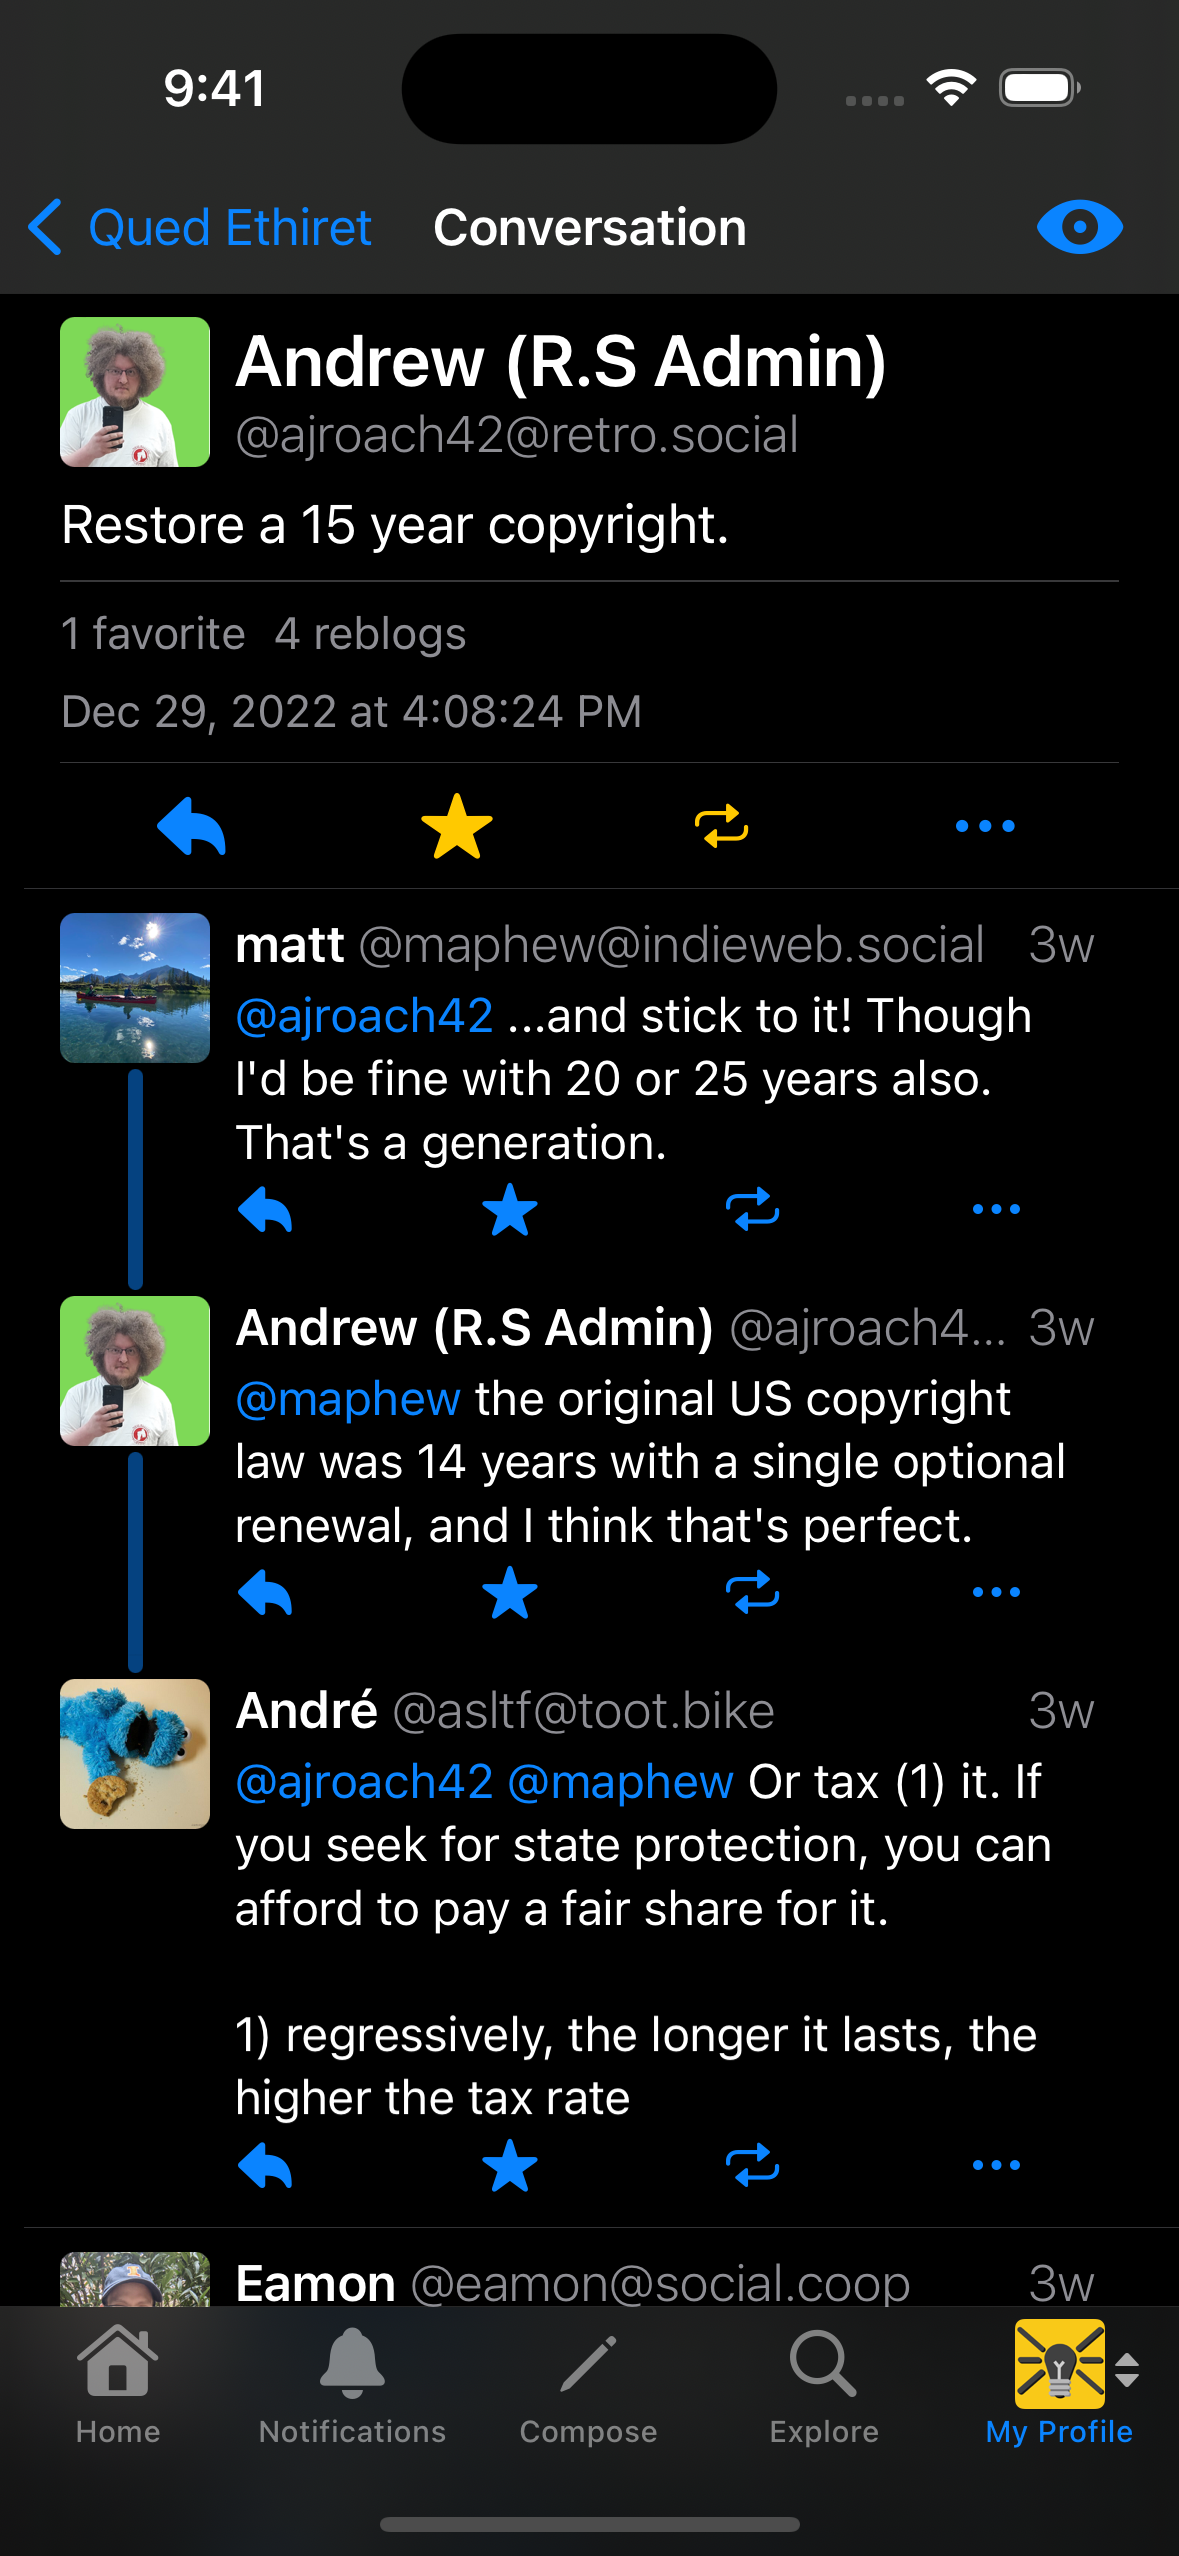 9:41
Qued Ethiret
Conversation
Andrew (R.S Admin)
@ajroach42@retro.social
Restore a 15 year copyright.
1 favorite 4 reblogs
Dec 29, 2022 at 4:08:24 PM
matt @maphew@indieweb.social 3w
@ajroach42 ...and stick to it! Though
I'd be fine with 20 or 25 years also.
That's a generation.
Andrew (R.S Admin) @ajroach4... 3w
@maphew the original US copyright
law was 14 years with a single optional
renewal, and I think that's perfect.
André @asltf@toot.bike 3w
@ajroach42 @maphew Or tax (1) it. If
you seek for state protection, you can
afford to pay a fair share for it.
1) regressively, the longer it lasts, the
higher the tax rate
Eamon @eamon@social.coop 3w
Home
Notifications
Compose
Explore
My Profile